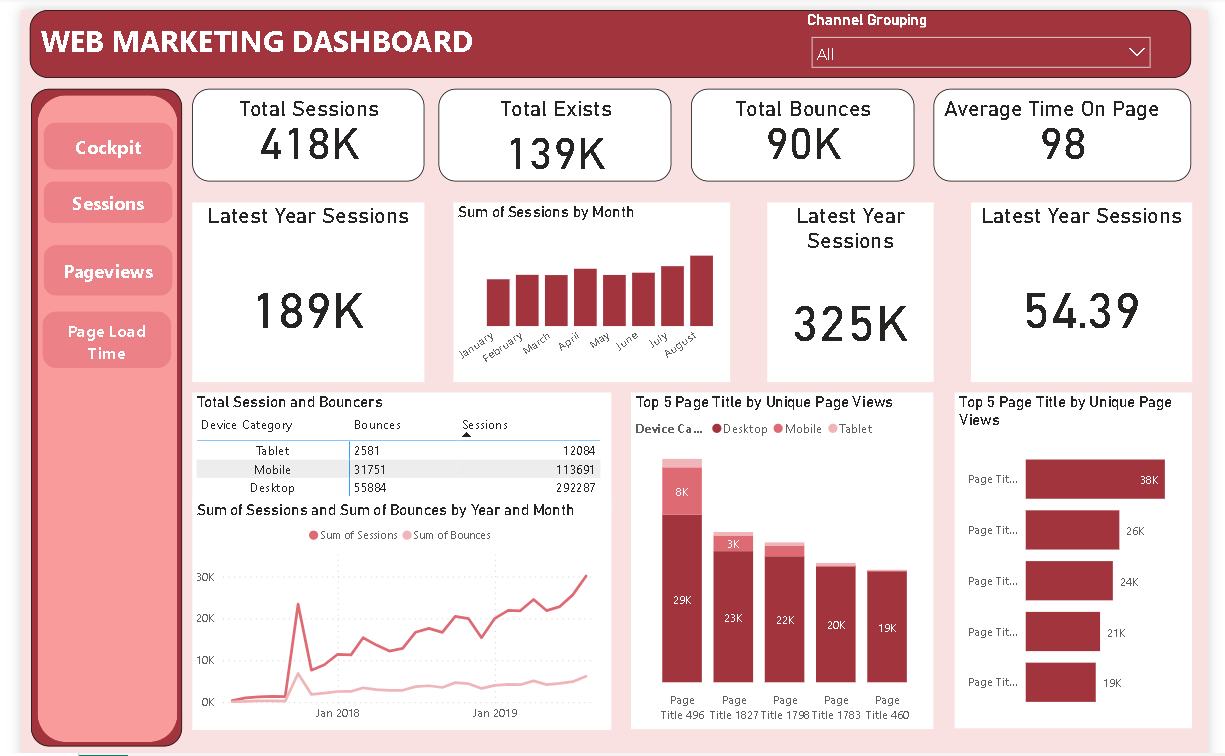 WEB MARKETING DASHBOARD
Channel Grouping
All
Cockpit
Sessions
Pageviews
Page Load
Time
Total Sessions
418K
Total Exists
139K
Total Bounces
90K
Average Time On Page
98
Latest Year Sessions
189K
Sum of Sessions by Month
January
February
March
April
May
June
July
August
Latest Year
Sessions
325K
Latest Year Sessions
54.39
Total Session and Bouncers
Device Category Bounces Sessions
Tablet 2581 12084
Mobile 31751 113691
Desktop 55884 292287
Sum of Sessions and Sum of Bounces by Year and Month
Sum of Sessions Sum of Bounces
30K
20K
10K
0K
Jan 2018 Jan 2019
Top 5 Page Title by Unique Page Views
Device Ca... Desktop Mobile Tablet
8K
29K
3K
23K
22K
20K
19K
Page
Title 496
Page
Title 1827
Page
Title 1798
Page
Title 1783
Page
Title 460
Top 5 Page Title by Unique Page
Views
Page Tit... 38K
Page Tit... 26K
Page Tit... 24K
Page Tit... 21K
Page Tit... 19K